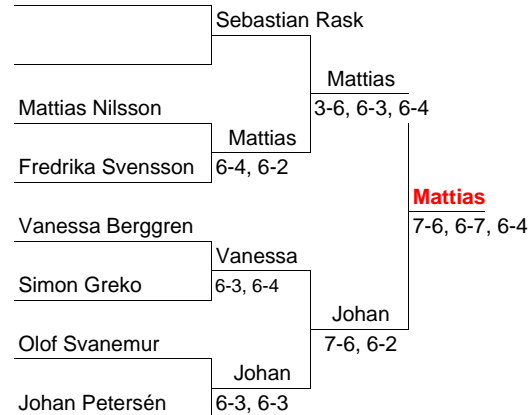 Sebastian Rask
Mattias
3-6, 6-3, 6-4
Mattias Nilsson
Mattias
6-4, 6-2
Fredrika Svensson
Mattias
7-6, 6-7, 6-4
Vanessa Berggren
Vanessa
6-3, 6-4
Simon Greko
Johan
7-6, 6-2
Olof Svanemur
Johan
6-3, 6-3
Johan Petersén